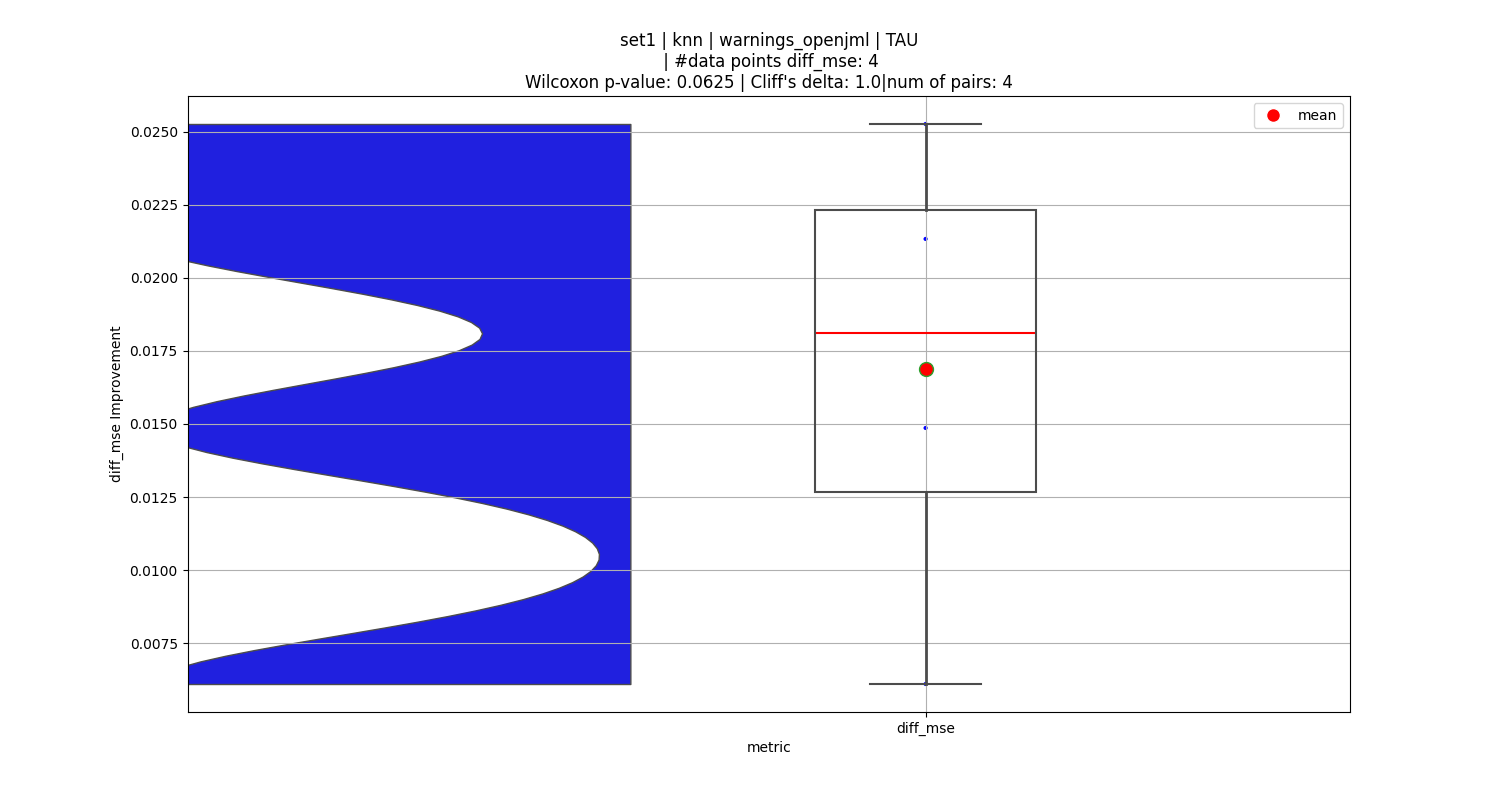 set1 | knn | warnings_openjml | TAU
| #data points diff_mse: 4
Wilcoxon p-value: 0.0625 | Cliff's delta: 1.0|num of pairs: 4
mean
0.0250
0.0225
0.0200
0.0175
0.0150
0.0125
0.0100
0.0075
diff_mse Improvement
diff_mse
metric